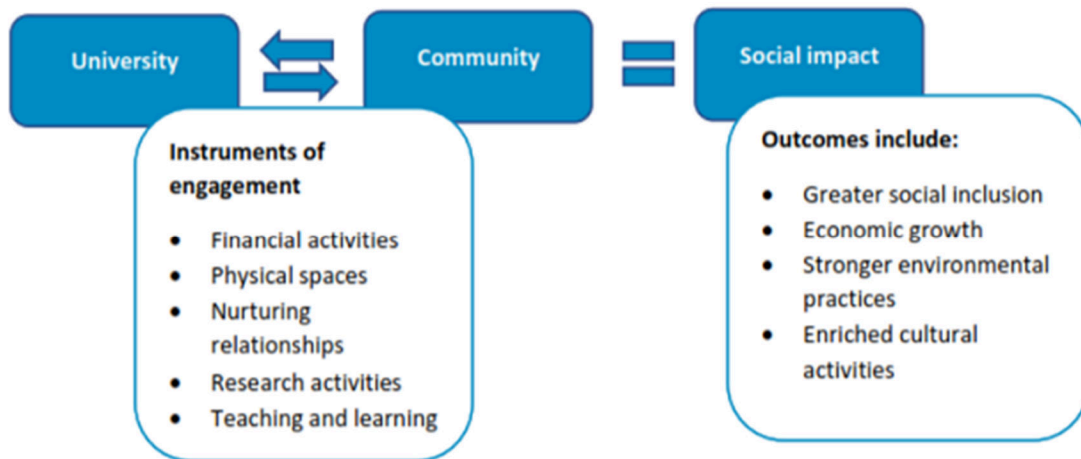 University
Community
Social impact
Instruments of
engagement
• Financial activities
• Physical spaces
• Nurturing
relationships
• Research activities
• Teaching and learning
Outcomes include:
• Greater social inclusion
• Economic growth
• Stronger environmental
practices
• Enriched cultural
activities